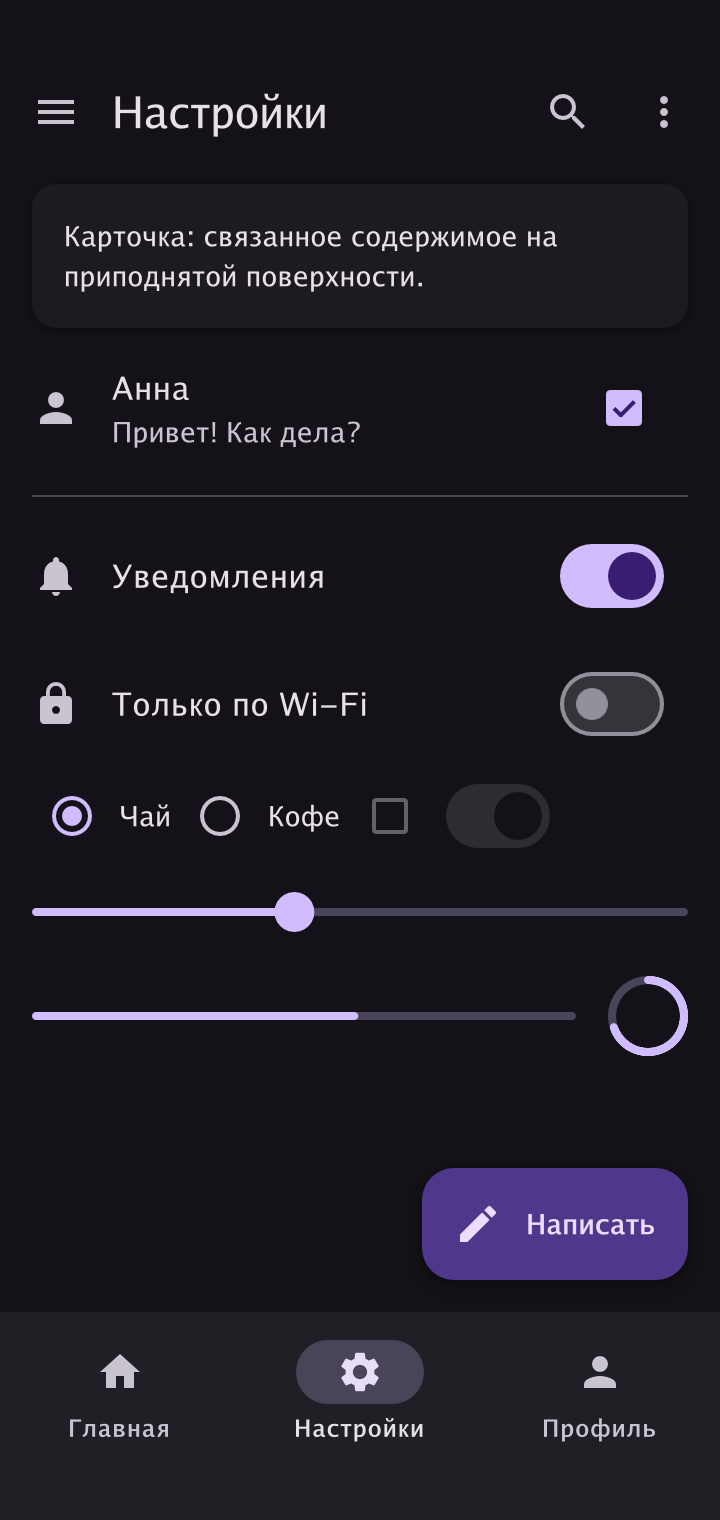 Настройки
Карточка: связанное содержимое на
приподнятой поверхности.
Анна
Привет! Как дела?
Уведомления
Только по Wi-Fi
Чай Кофе
Написать
Главная Настройки Профиль